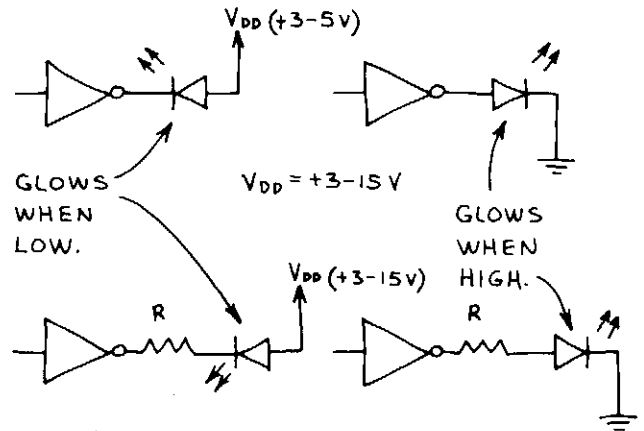 VDD (+3-5V)
GLOWS
WHEN
LOW.
VDD = +3-15 V
GLOWS
WHEN
HIGH.
VDD (+3-15V)
R
R